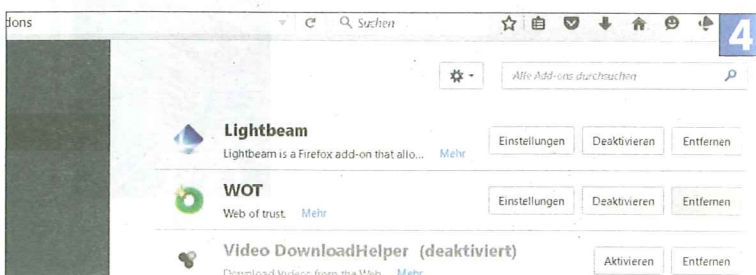 dons
Suchen
4
Alle Add-ons durchsuchen
Lightbeam
Lightbeam is a Firefox add-on that allo... Mehr
Einstellungen Deaktivieren Entfernen
WOT
Web of trust. Mehr
Einstellungen Deaktivieren Entfernen
Video DownloadHelper (deaktiviert)
Download Videos from the Web Mehr
Aktivieren Entfernen